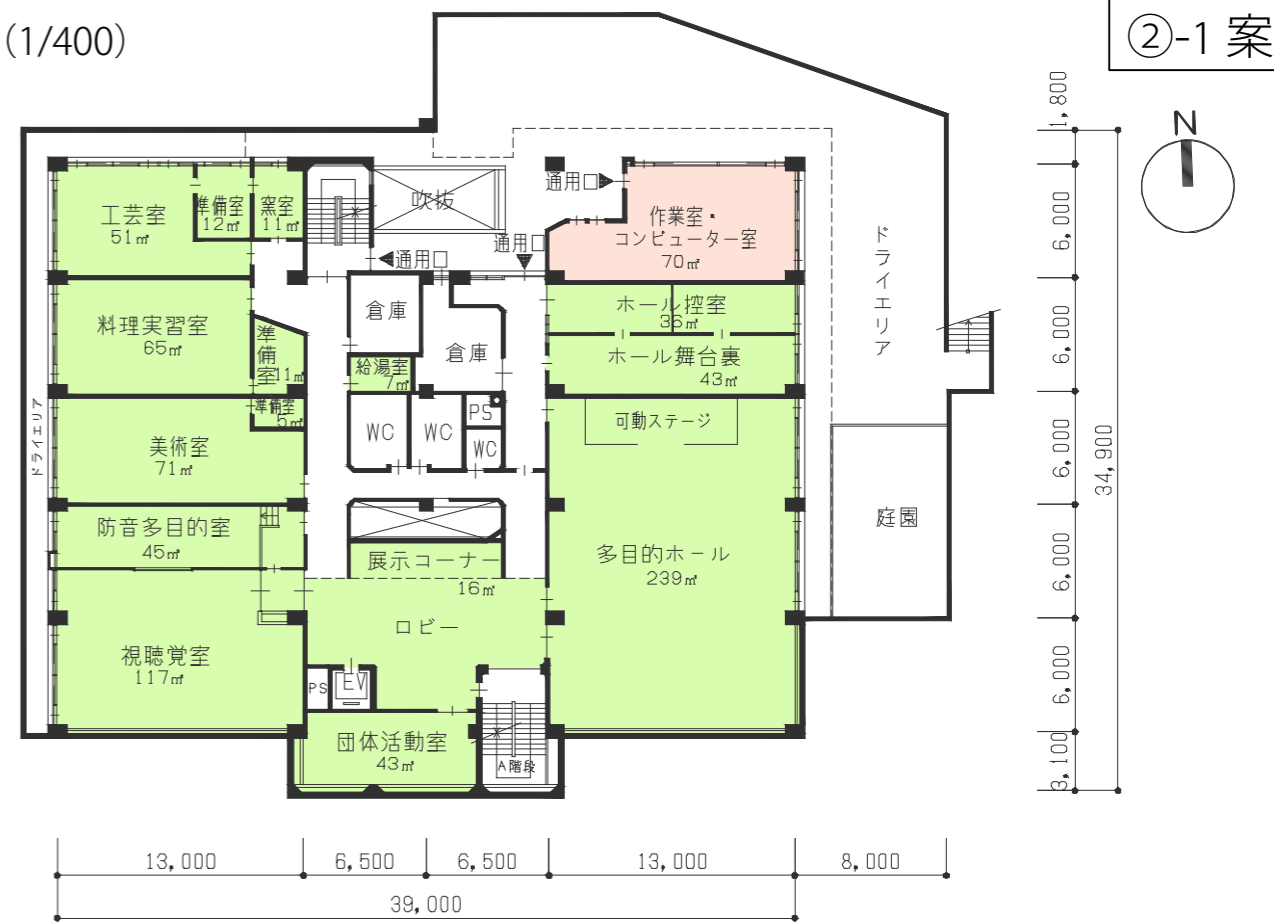 (1/400)
②-1 案
N
工芸室
51㎡
準備室
12㎡
窯室
11㎡
吹抜
通用口
作業室・
コンピューター室
70㎡
通用口
通用口
ドライエリア
倉庫
ホール控室
36㎡
料理実習室
65㎡
準備室
11㎡
倉庫
給湯室
7㎡
ホール舞台裏
43㎡
ドライエリア
準備室
5㎡
美術室
71㎡
WC
WC
PS
WC
可動ステージ
防音多目的室
45㎡
展示コーナー
16㎡
多目的ホール
239㎡
庭園
ロビー
視聴覚室
117㎡
PS
EV
団体活動室
43㎡
A階段
1,800
6,000
6,000
6,000
6,000
6,000
3,100
34,900
13,000
6,500
6,500
13,000
8,000
39,000